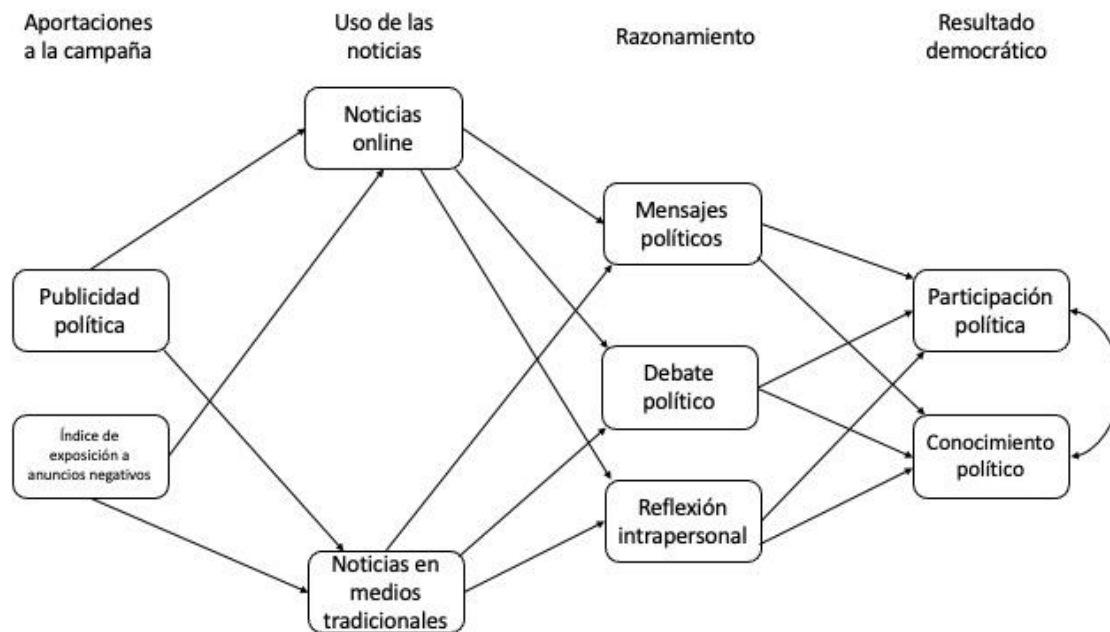 Aportaciones
a la campaña
Uso de las
noticias
Razonamiento
Resultado
democrático
Noticias
online
Mensajes
políticos
Publicidad
política
Participación
política
Debate
político
Índice de
exposición a
anuncios negativos
Conocimiento
político
Reflexión
intrapersonal
Noticias en
medios
tradicionales